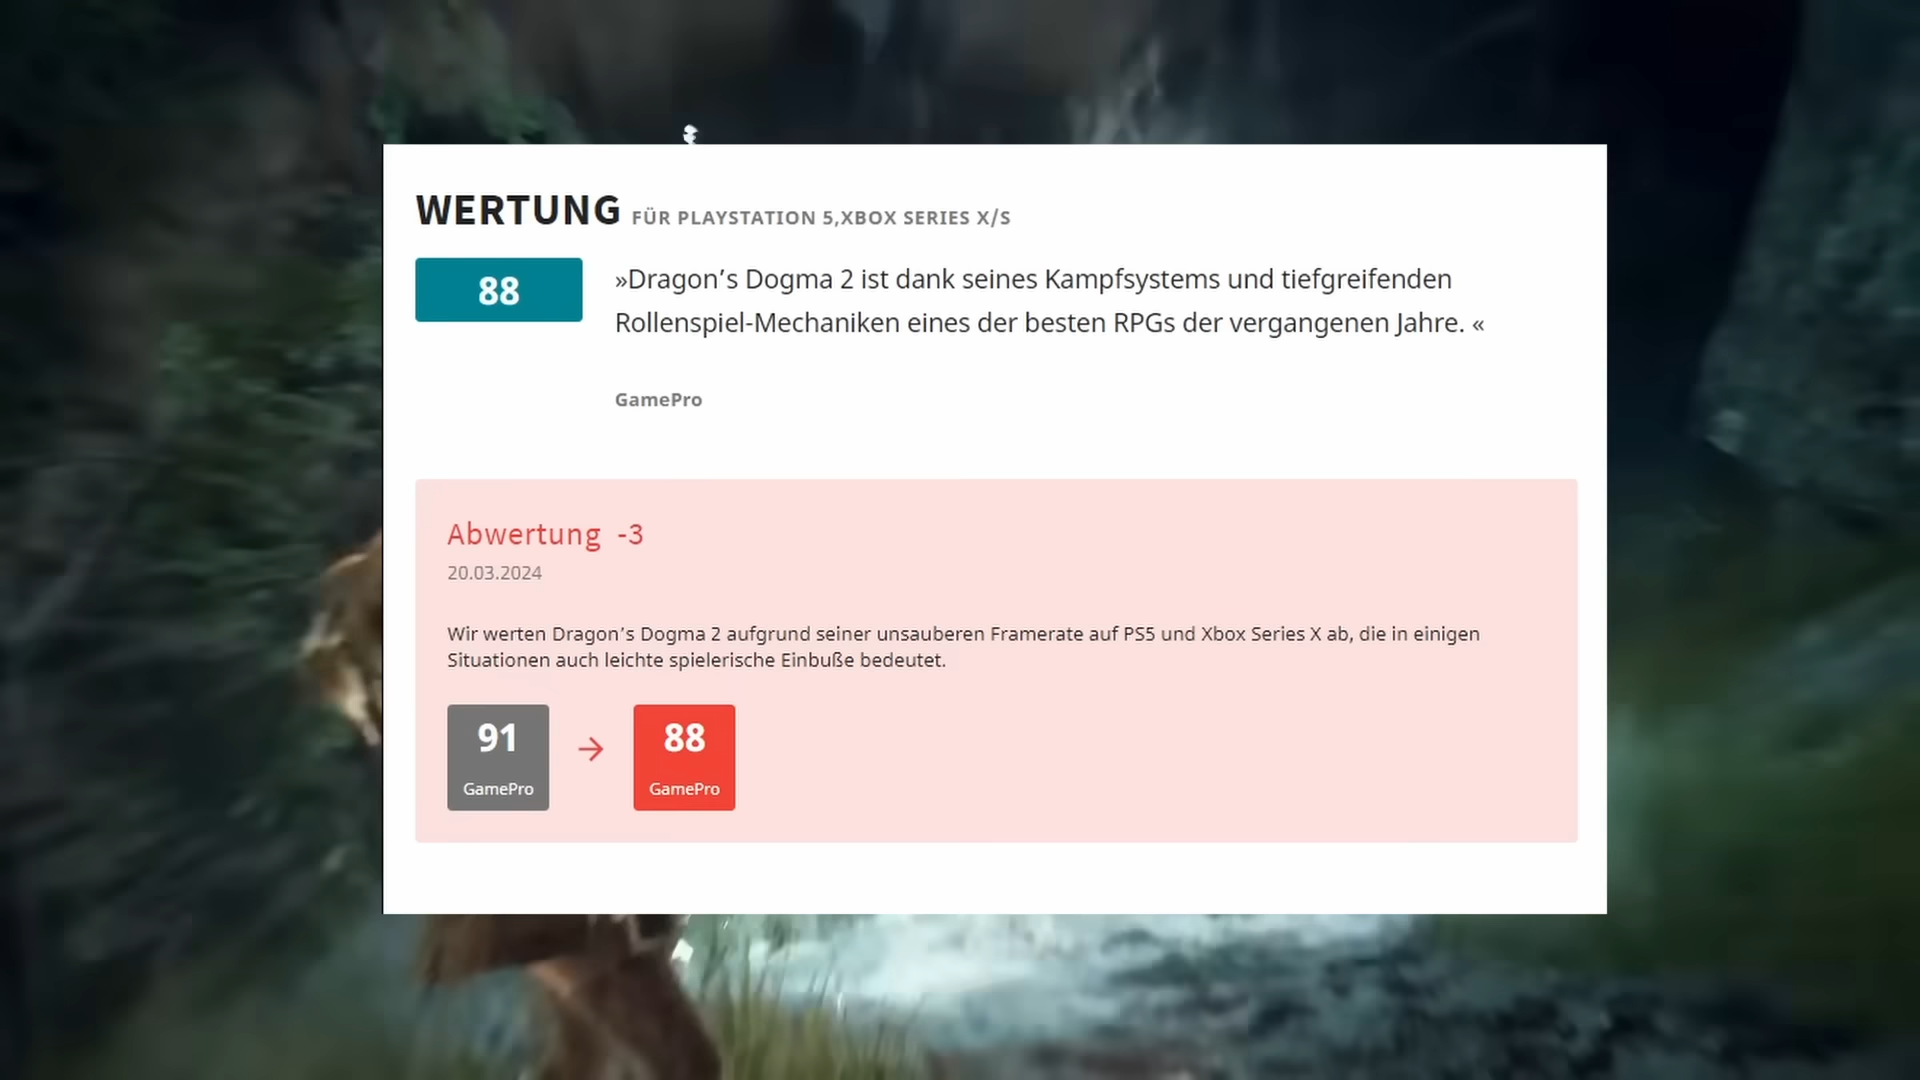 WERTUNG FÜR PLAYSTATION 5,XBOX SERIES X/S
88
»Dragon's Dogma 2 ist dank seines Kampfsystems und tiefgreifenden
Rollenspiel-Mechaniken eines der besten RPGs der vergangenen Jahre. «
GamePro
Abwertung -3
20.03.2024
Wir werten Dragon's Dogma 2 aufgrund seiner unsauberen Framerate auf PS5 und Xbox Series X ab, die in einigen
Situationen auch leichte spielerische Einbuße bedeutet.
91 → 88
GamePro GamePro